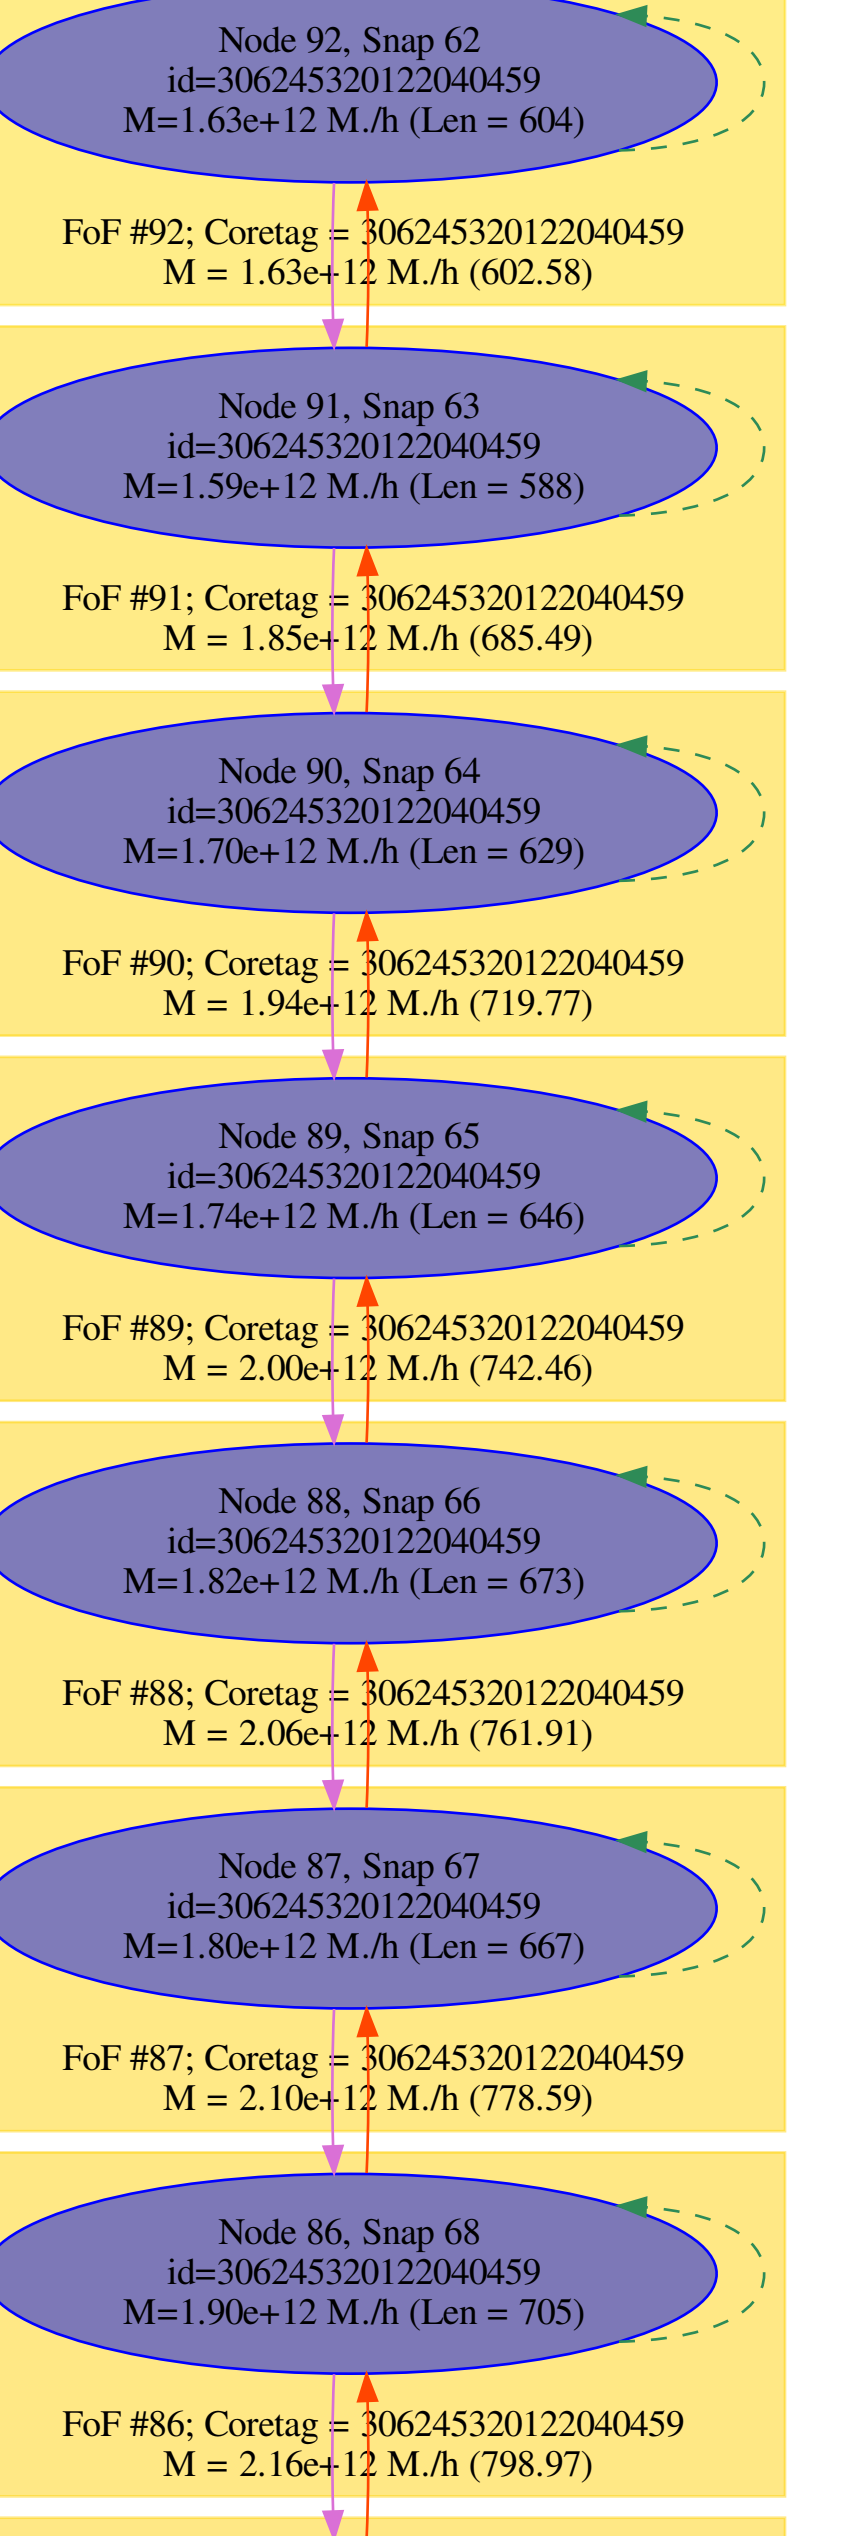 Node 92, Snap 62
id=306245320122040459
M=1.63e+12 M./h (Len = 604)
FoF #92; Coretag = 306245320122040459
M = 1.63e+12 M./h (602.58)
Node 91, Snap 63
id=306245320122040459
M=1.59e+12 M./h (Len = 588)
FoF #91; Coretag = 306245320122040459
M = 1.85e+12 M./h (685.49)
Node 90, Snap 64
id=306245320122040459
M=1.70e+12 M./h (Len = 629)
FoF #90; Coretag = 306245320122040459
M = 1.94e+12 M./h (719.77)
Node 89, Snap 65
id=306245320122040459
M=1.74e+12 M./h (Len = 646)
FoF #89; Coretag = 306245320122040459
M = 2.00e+12 M./h (742.46)
Node 88, Snap 66
id=306245320122040459
M=1.82e+12 M./h (Len = 673)
FoF #88; Coretag = 306245320122040459
M = 2.06e+12 M./h (761.91)
Node 87, Snap 67
id=306245320122040459
M=1.80e+12 M./h (Len = 667)
FoF #87; Coretag = 306245320122040459
M = 2.10e+12 M./h (778.59)
Node 86, Snap 68
id=306245320122040459
M=1.90e+12 M./h (Len = 705)
FoF #86; Coretag = 306245320122040459
M = 2.16e+12 M./h (798.97)